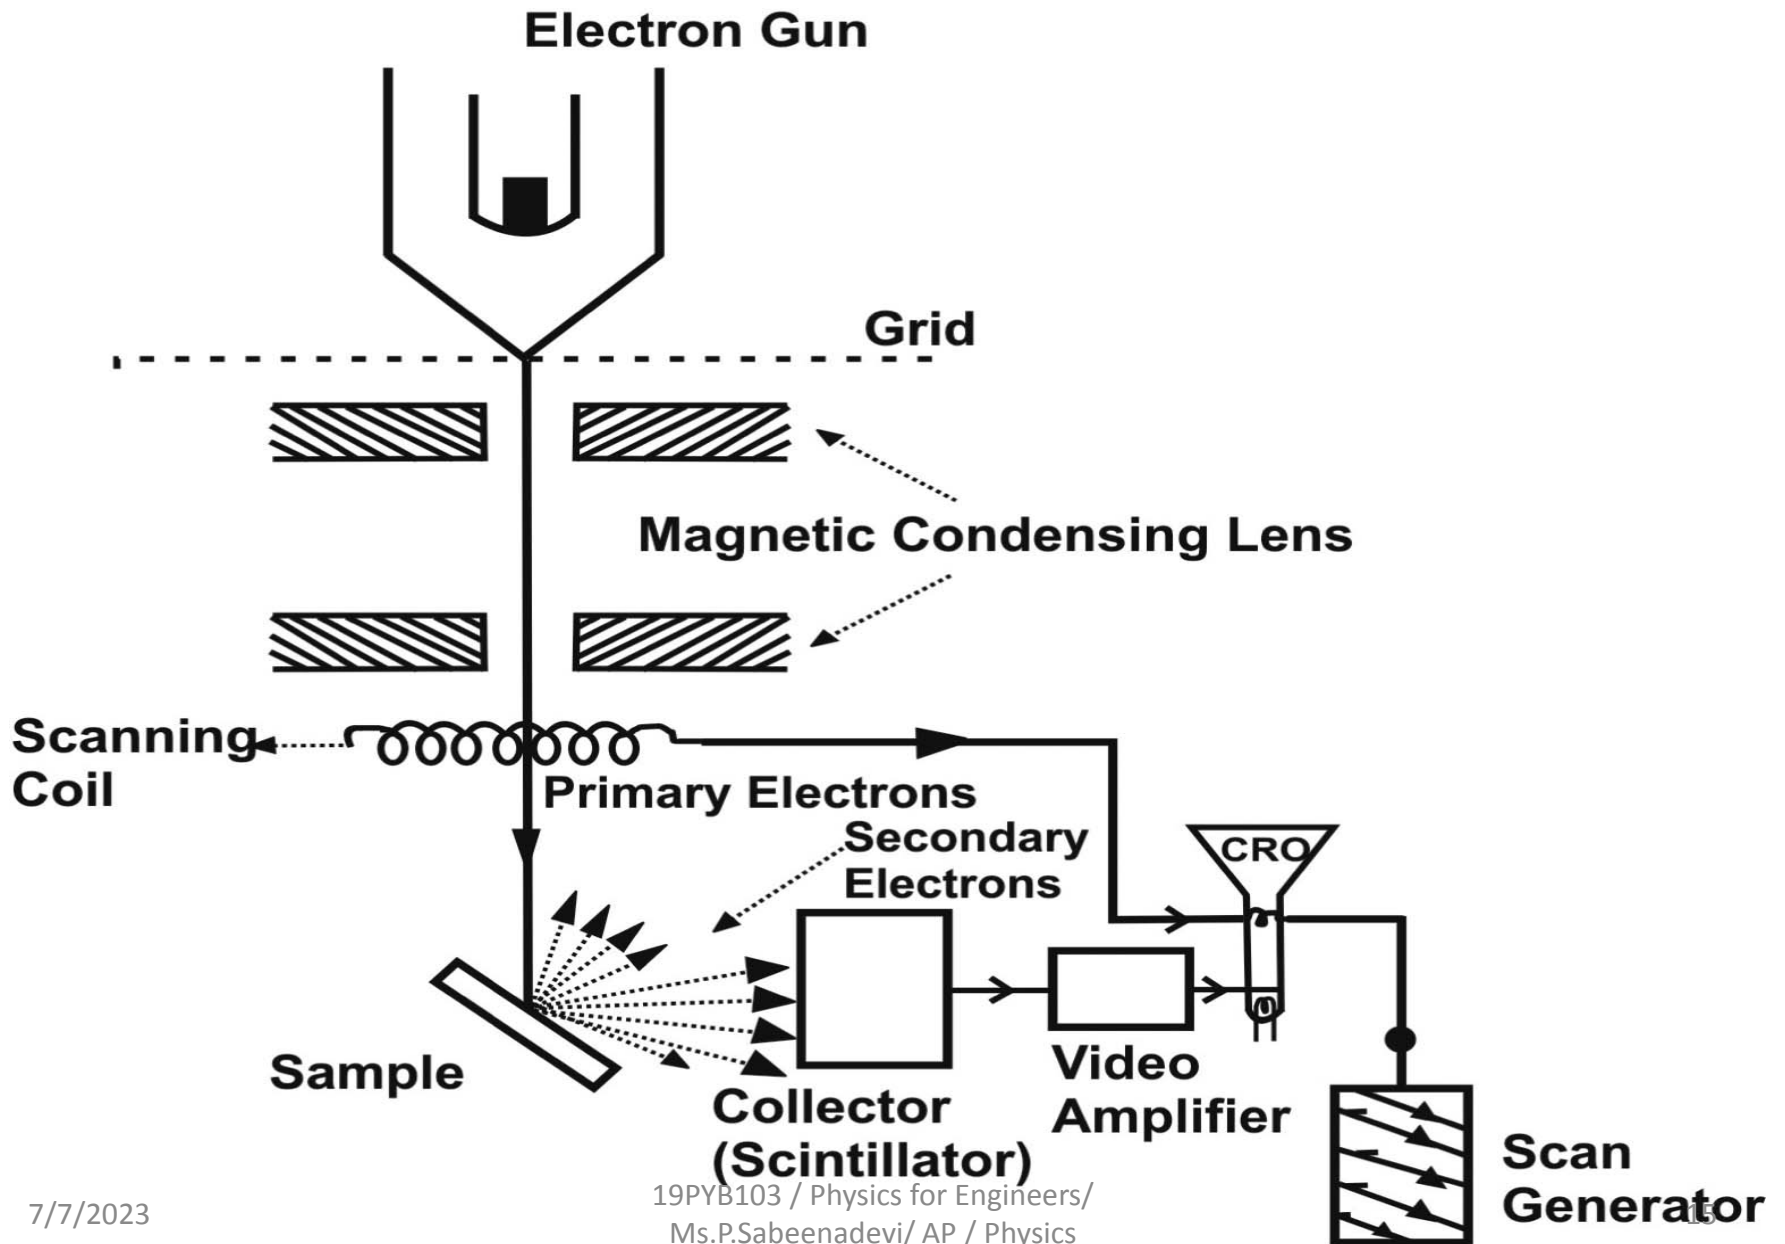 Electron Gun
Grid
Magnetic Condensing Lens
Scanning
Coil
Primary Electrons
Secondary
Electrons
CRO
Sample
Collector
(Scintillator)
Video
Amplifier
Scan
Generator
7/7/2023
19PYB103 / Physics for Engineers/
Ms.P.Sabeenadevi/ AP / Physics
15